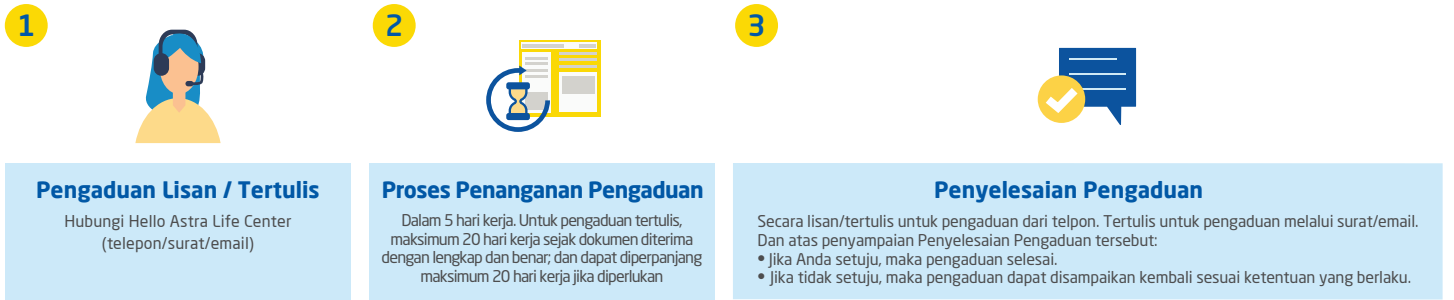 1
Pengaduan Lisan / Tertulis
Hubungi Hello Astra Life Center
(telepon/surat/email)
2
Proses Penanganan Pengaduan
Dalam 5 hari kerja. Untuk pengaduan tertulis,
maksimum 20 hari kerja sejak dokumen diterima
dengan lengkap dan benar; dan dapat diperpanjang
maksimum 20 hari kerja jika diperlukan
3
Penyelesaian Pengaduan
Secara lisan/tertulis untuk pengaduan dari telpon. Tertulis untuk pengaduan melalui surat/email.
Dan atas penyampaian Penyelesaian Pengaduan tersebut:
• Jika Anda setuju, maka pengaduan selesai.
• Jika tidak setuju, maka pengaduan dapat disampaikan kembali sesuai ketentuan yang berlaku.